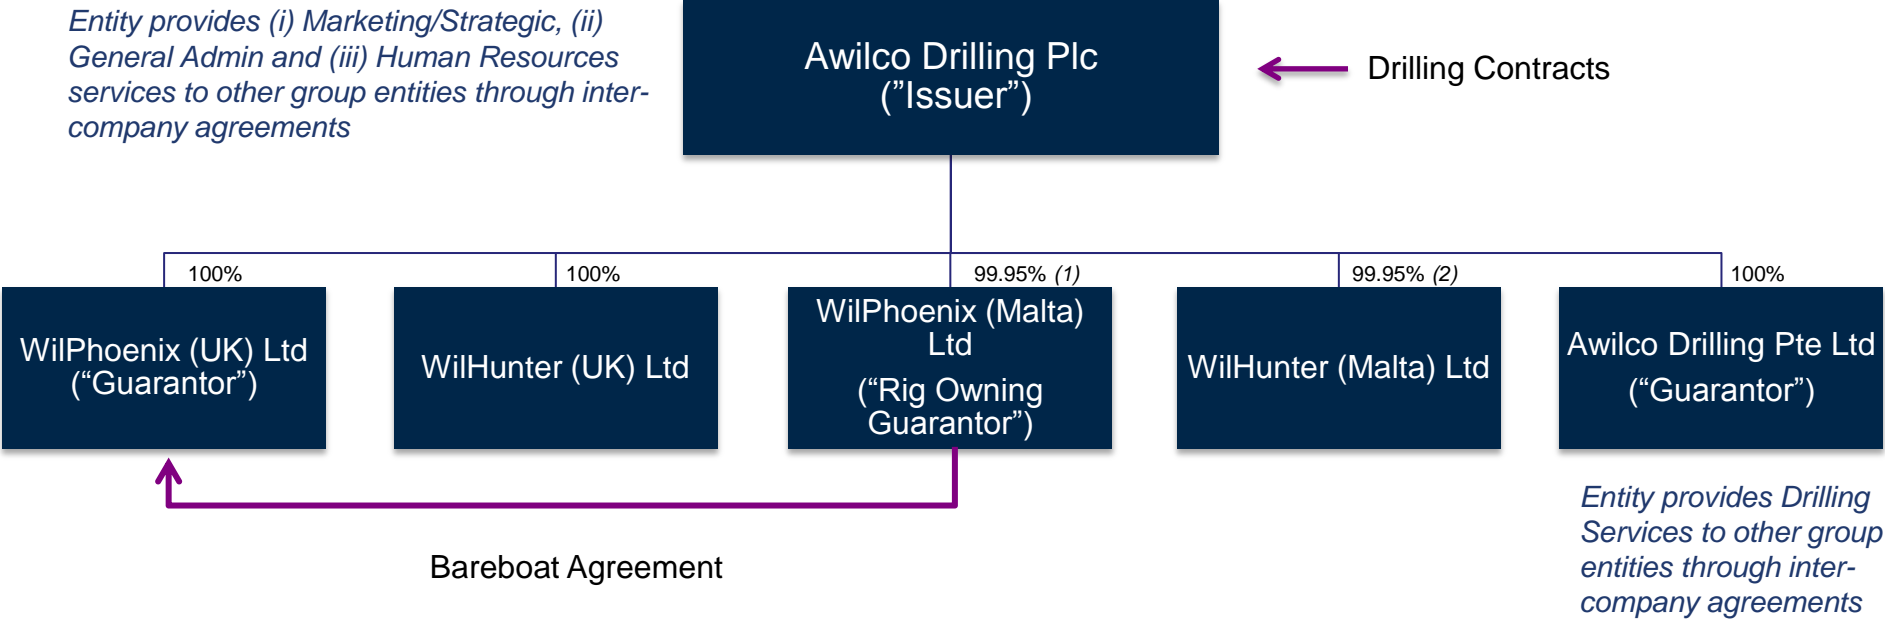 Entity provides (i) Marketing/Strategic, (ii)
General Admin and (iii) Human Resources
services to other group entities through inter-
company agreements
Awilco Drilling Plc
(”Issuer”)
Drilling Contracts
100%
100%
99.95% (1)
99.95% (2)
100%
WilPhoenix (UK) Ltd
(“Guarantor”)
WilHunter (UK) Ltd
WilPhoenix (Malta)
Ltd
(“Rig Owning
Guarantor”)
WilHunter (Malta) Ltd
Awilco Drilling Pte Ltd
(“Guarantor”)
Bareboat Agreement
Entity provides Drilling
Services to other group
entities through inter-
company agreements